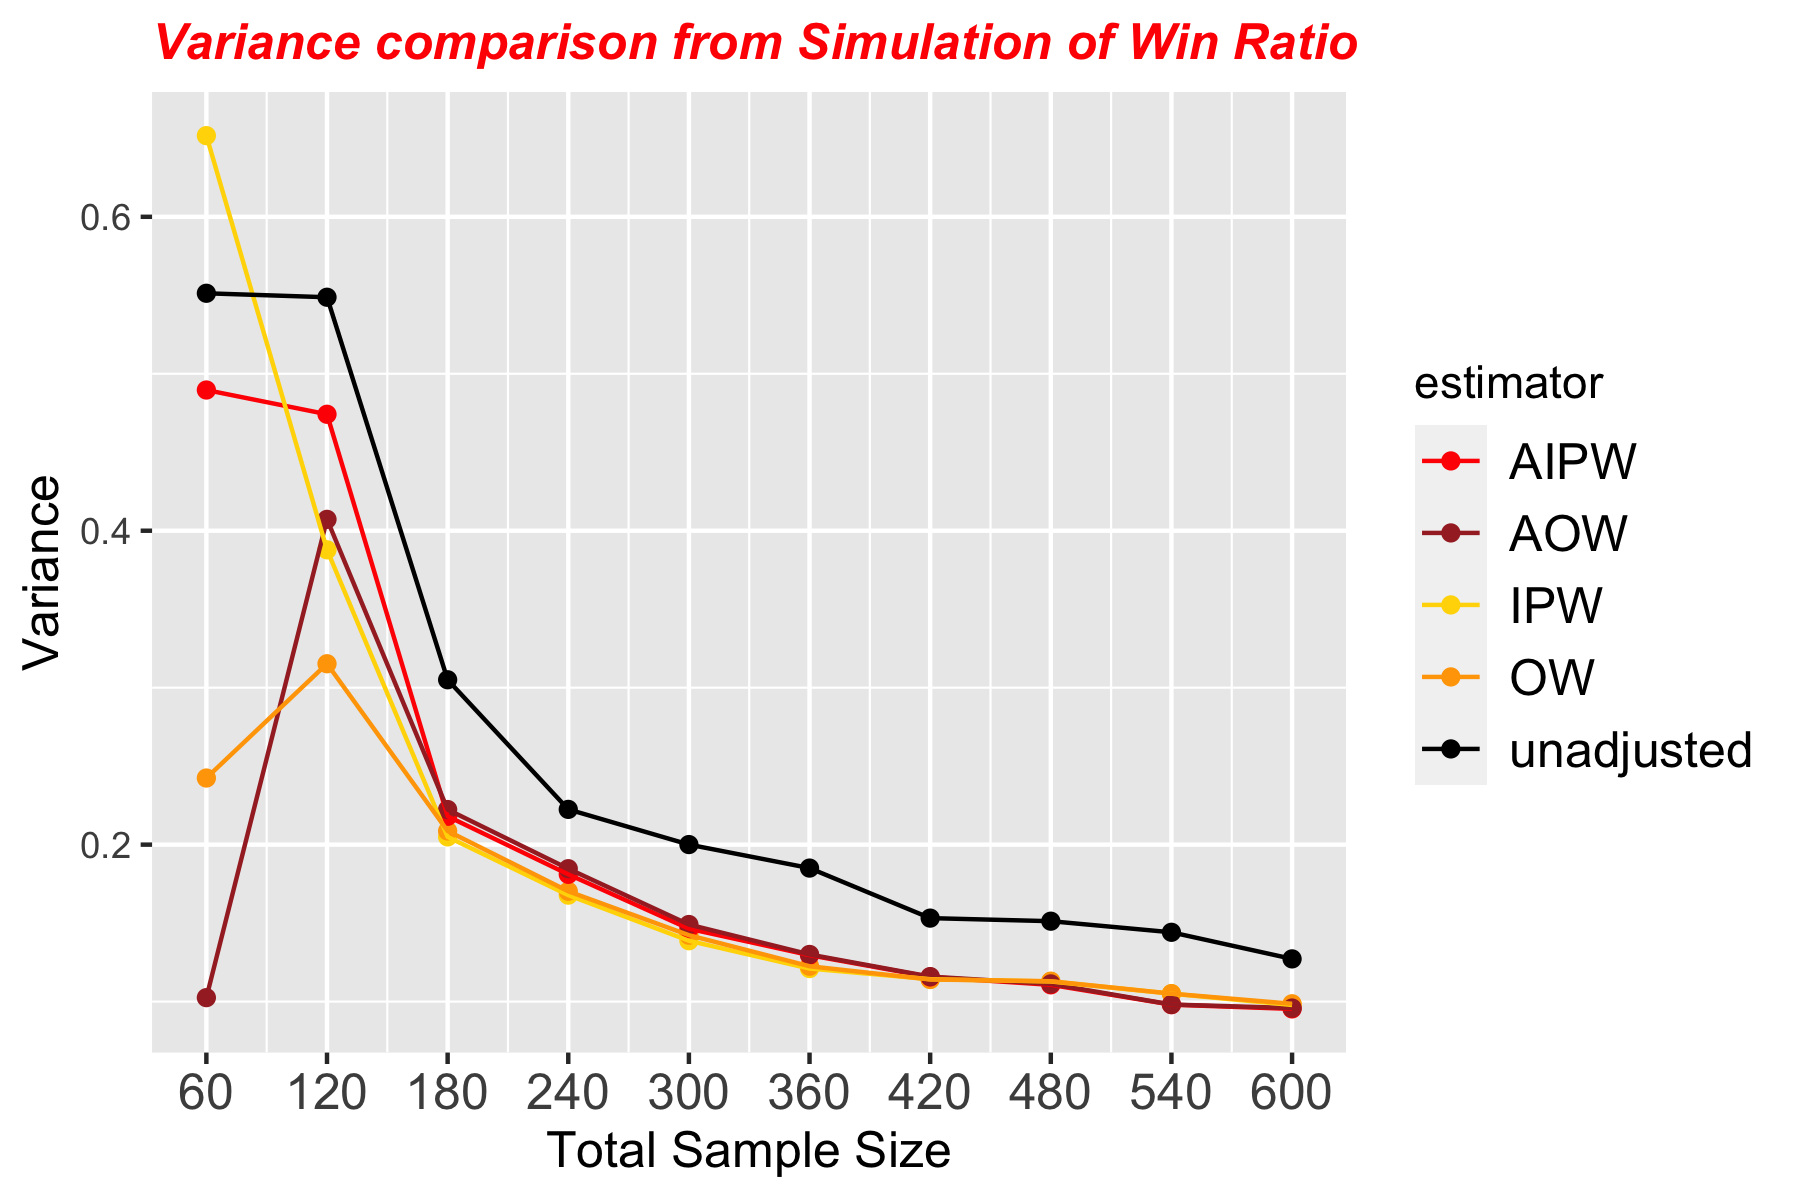 Variance comparison from Simulation of Win Ratio
0.6
0.4
0.2
Variance
60 120 180 240 300 360 420 480 540 600
Total Sample Size
estimator
AIPW
AOW
IPW
OW
unadjusted